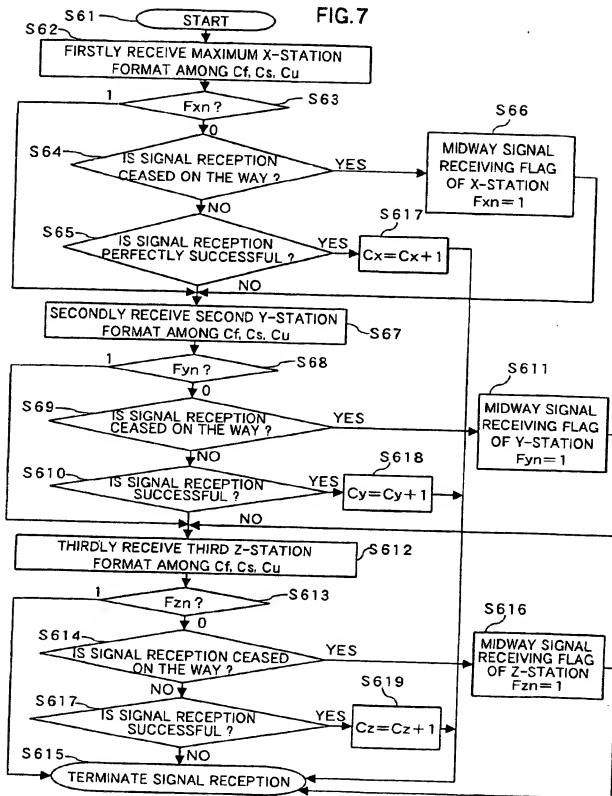 FIG.7
S61
START
S62
FIRSTLY RECEIVE MAXIMUM X-STATION
FORMAT AMONG Cf, Cs, Cu
1
Fxn ?
S63
0
S64
IS SIGNAL RECEPTION
CEASED ON THE WAY ?
YES
S66
MIDWAY SIGNAL
RECEIVING FLAG
OF X-STATION
Fxn=1
NO
S65
IS SIGNAL RECEPTION
PERFECTLY SUCCESSFUL ?
YES
S617
Cx=Cx+1
NO
SECONDLY RECEIVE SECOND Y-STATION
FORMAT AMONG Cf, Cs, Cu
S67
1
Fyn ?
S68
0
S69
IS SIGNAL RECEPTION
CEASED ON THE WAY ?
YES
S611
MIDWAY SIGNAL
RECEIVING FLAG
OF Y-STATION
Fyn=1
NO
S610
IS SIGNAL RECEPTION
SUCCESSFUL ?
YES
S618
Cy=Cy+1
NO
THIRDLY RECEIVE THIRD Z-STATION
FORMAT AMONG Cf, Cs, Cu
S612
1
Fzn ?
S613
0
S614
IS SIGNAL RECEPTION CEASED
ON THE WAY ?
YES
S616
MIDWAY SIGNAL
RECEIVING FLAG
OF Z-STATION
Fzn=1
NO
S617
IS SIGNAL RECEPTION
SUCCESSFUL ?
YES
S619
Cz=Cz+1
NO
S615
TERMINATE SIGNAL RECEPTION